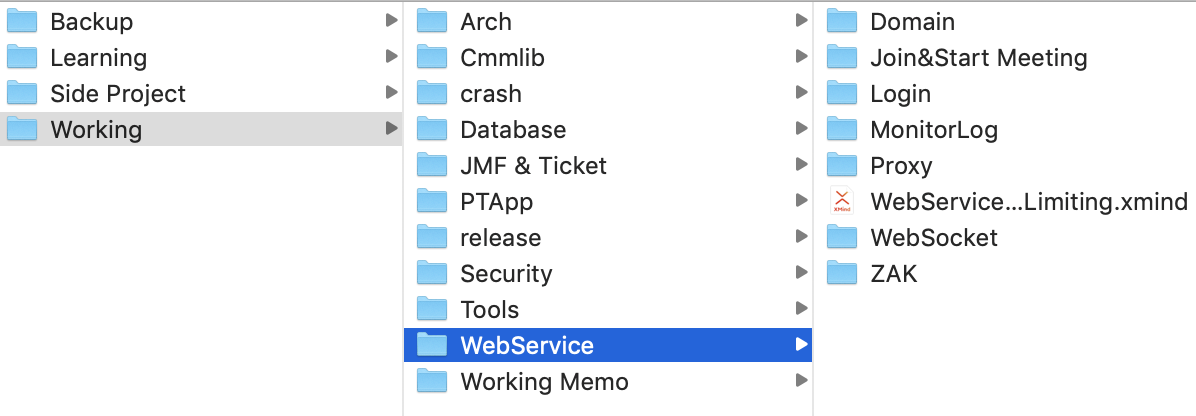 Backup
Learning
Side Project
Working
Arch
Cmmlib
crash
Database
JMF & Ticket
PTApp
release
Security
Tools
WebService
Working Memo
Domain
Join&Start Meeting
Login
MonitorLog
Proxy
XMind
WebService...Limiting.xmind
WebSocket
ZAK